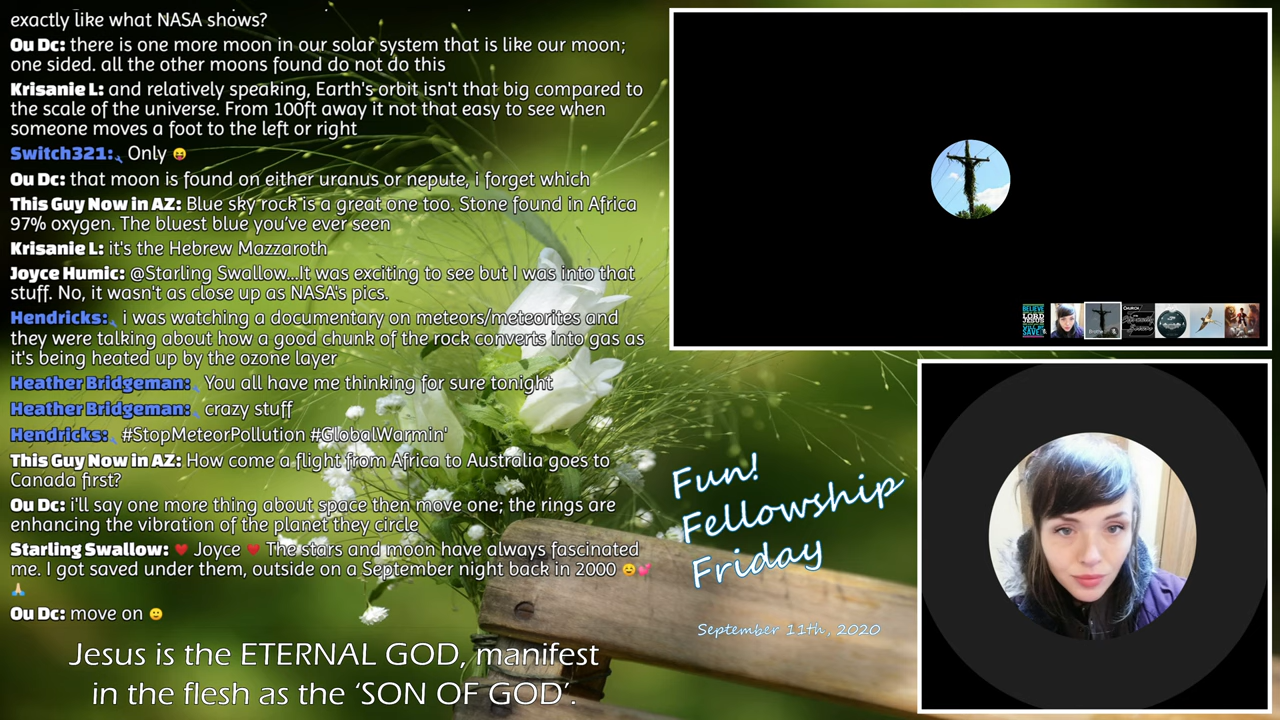 exactly like what NASA shows?
Ou Dc: there is one more moon in our solar system that is like our moon;
one sided. all the other moons found do not do this
Krisanie L: and relatively speaking, Earth's orbit isn't that big compared to
the scale of the universe. From 100ft away it not that easy to see when
someone moves a foot to the left or right
Switch321: Only 😝
Ou Dc: that moon is found on either uranus or nepute, i forget which
This Guy Now in AZ: Blue sky rock is a great one too. Stone found in Africa
97% oxygen. The bluest blue you've ever seen
Krisanie L: it's the Hebrew Mazzaroth
Joyce Humic: @Starling Swallow...It was exciting to see but I was into that
stuff. No, it wasn't as close up as NASA's pics.
Hendricks: i was watching a documentary on meteors/meteorites and
they were talking about how a good chunk of the rock converts into gas as
it's being heated up by the ozone layer
Heather Bridgeman: You all have me thinking for sure tonight
Heather Bridgeman: crazy stuff
Hendricks: #StopMeteorPollution #GlobalWarmin'
This Guy Now in AZ: How come a flight from Africa to Australia goes to
Canada first?
Ou Dc: i'll say one more thing about space then move one; the rings are
enhancing the vibration of the planet they circle
Starling Swallow: ♥ Joyce ♥ The stars and moon have always fascinated
me. I got saved under them, outside on a September night back in 2000 😉💕
🙏
Ou Dc: move on 🙂
Jesus is the ETERNAL GOD, manifest
in the flesh as the ‘SON OF GOD’.
BELIEVE
LORD
JESUS
SAVE
CHURCH
Fun!
Fellowship
Friday
September 11th, 2020